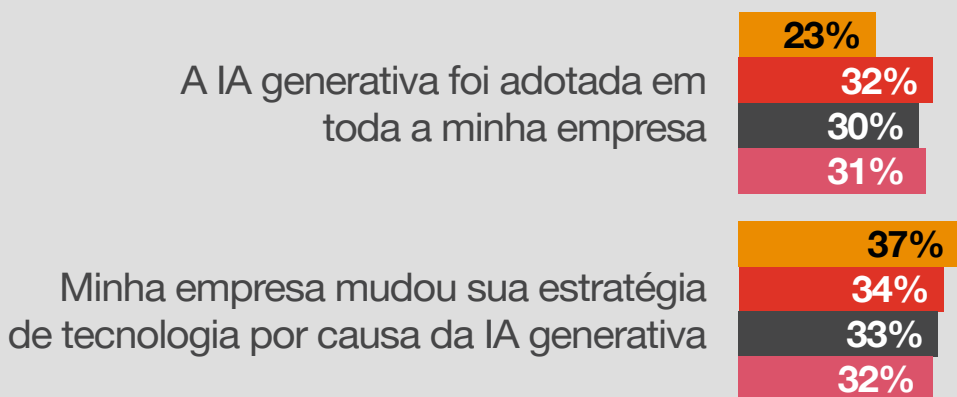 A IA generativa foi adotada em
toda a minha empresa
23%
32%
30%
31%
Minha empresa mudou sua estratégia
de tecnologia por causa da IA generativa
37%
34%
33%
32%